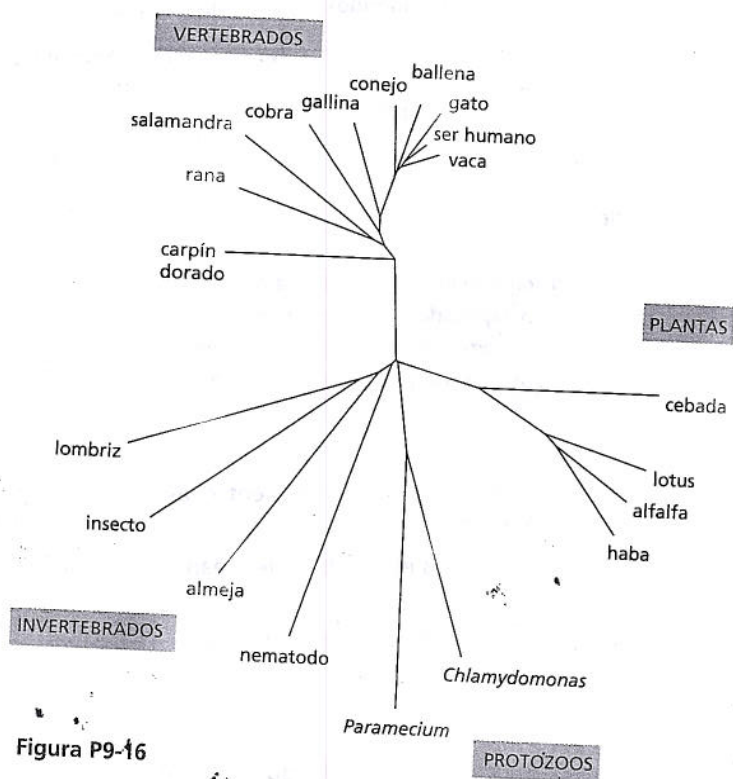 VERTEBRADOS
ballena
conejo
gato
gallina
cobra
ser humano
salamandra
vaca
rana
carpín
dorado
PLANTAS
cebada
lombriz
lotus
alfalfa
insecto
haba
almeja
INVERTEBRADOS
nematodo
Chlamydomonas
Paramecium
Figura P9-16
PROTOZOOS